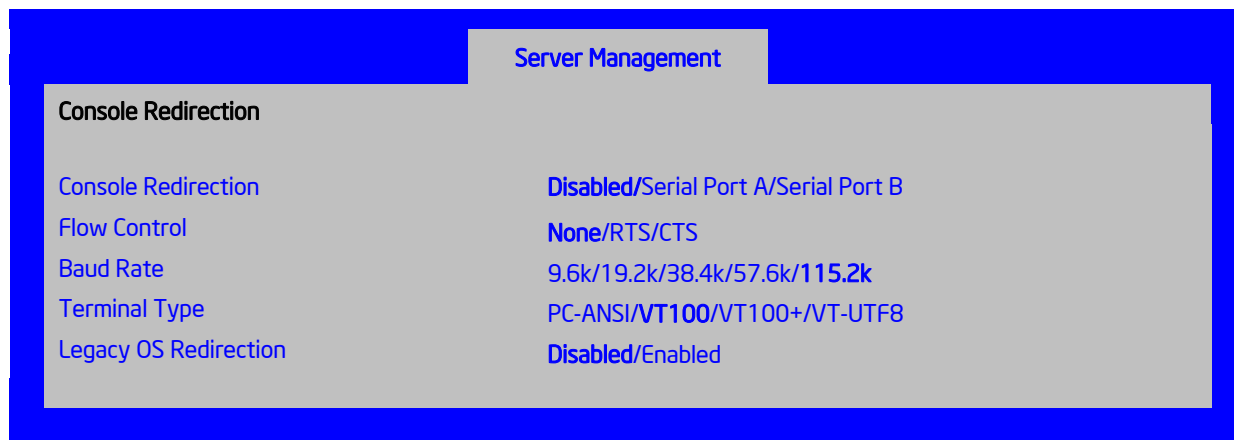 Server Management
Console Redirection
Console Redirection Disabled/Serial Port A/Serial Port B
Flow Control None/RTS/CTS
Baud Rate 9.6k/19.2k/38.4k/57.6k/115.2k
Terminal Type PC-ANSI/VT100/VT100+/VT-UTF8
Legacy OS Redirection Disabled/Enabled